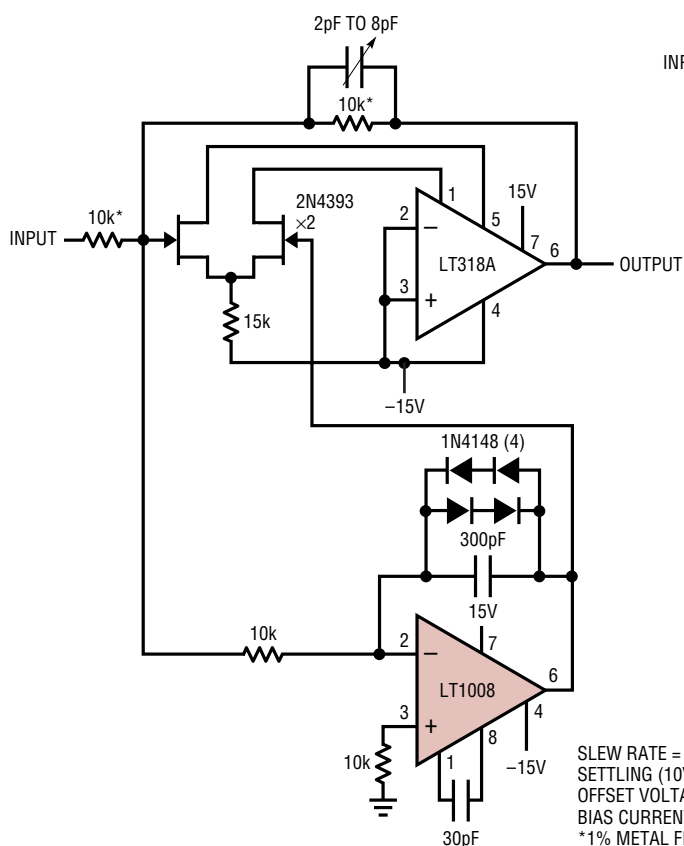 2pF TO 8pF
INP
10k*
2N4393
×2
1
5
15V
7
10k*
INPUT
2
−
LT318A
6
OUTPUT
3
+
4
15k
−15V
1N4148 (4)
300pF
15V
10k
2
−
7
LT1008
6
3
+
4
10k
1
8
−15V
30pF
SLEW RATE =
SETTLING (10V
OFFSET VOLTA
BIAS CURREN
*1% METAL F